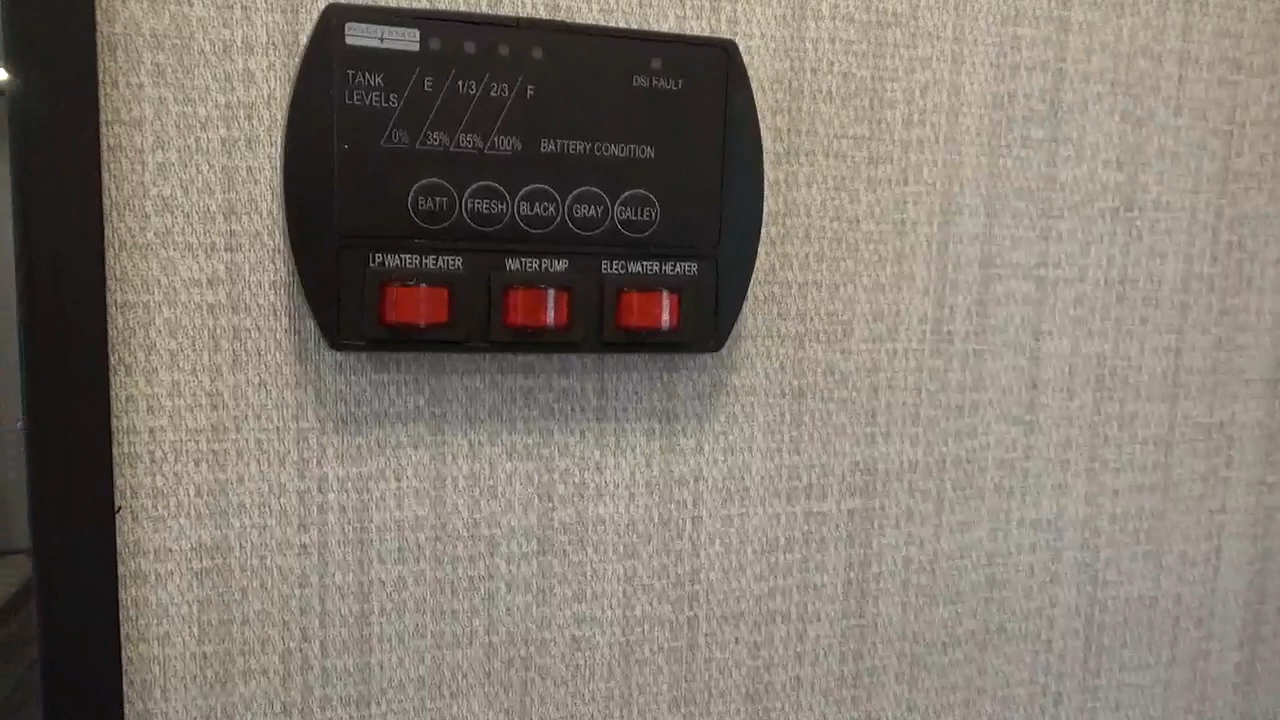 TANK LEVELS
E 1/3 2/3 F
DSI FAULT
0% 35% 65% 100%
BATTERY CONDITION
BATT FRESH BLACK GRAY GALLEY
LP WATER HEATER WATER PUMP ELEC WATER HEATER